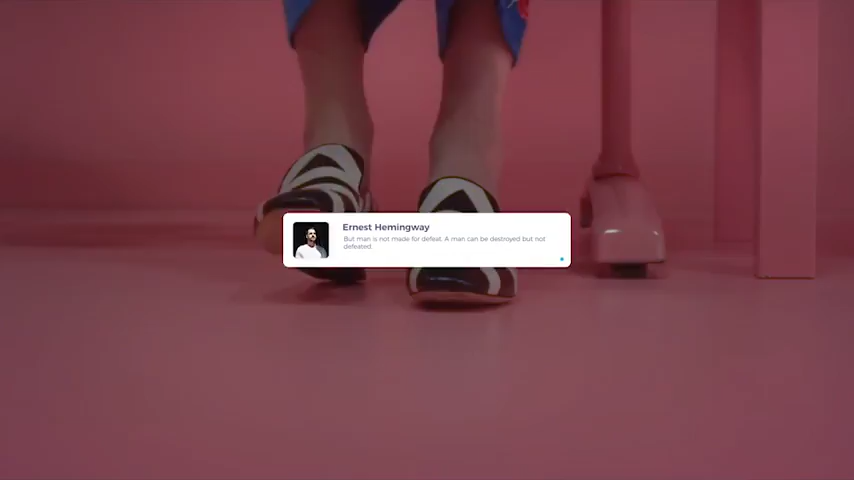 Ernest Hemingway
But man is not made for defeat. A man can be destroyed but not
defeated.